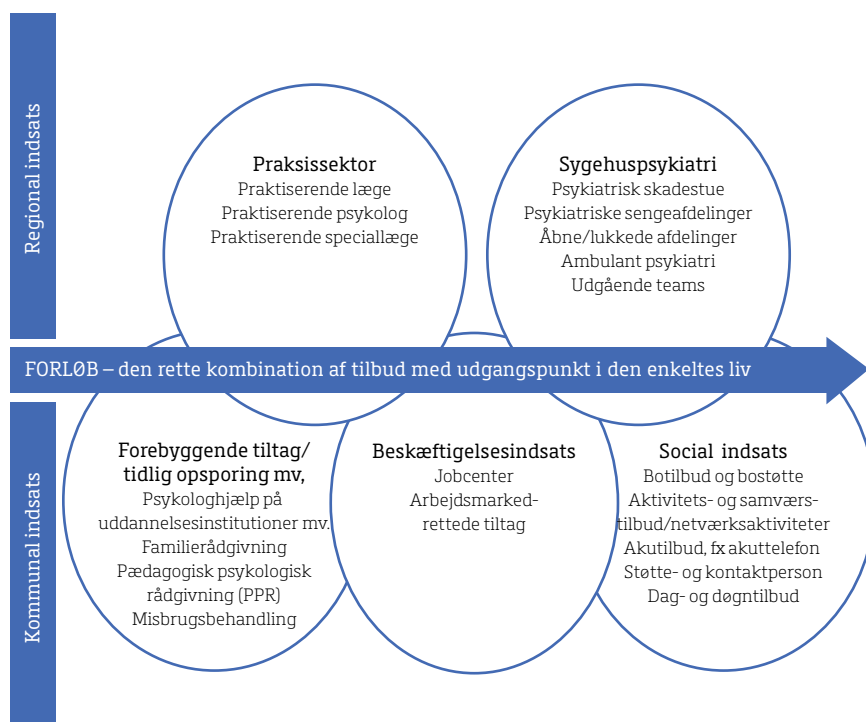 Regional indsats
Praksissektor
Praktiserende læge
Praktiserende psykolog
Praktiserende speciallæge
Sygehuspsykiatri
Psykiatrisk skadestue
Psykiatriske sengeafdelinger
Åbne/lukkede afdelinger
Ambulant psykiatri
Udgående teams
FORLØB – den rette kombination af tilbud med udgangspunkt i den enkeltes liv
Kommunal indsats
Forebyggende tiltag/
tidlig opsporing mv,
Psykologhjælp på
uddannelsesinstitutioner mv.
Familierådgivning
Pædagogisk psykologisk
rådgivning (PPR)
Misbrugsbehandling
Beskæftigelsesindsats
Jobcenter
Arbejdsmarked-
rettede tiltag
Social indsats
Botilbud og bostøtte
Aktivitets- og samværs-
tilbud/netværksaktiviteter
Akutilbud, fx akuttelefon
Støtte- og kontaktperson
Dag- og døgntilbud